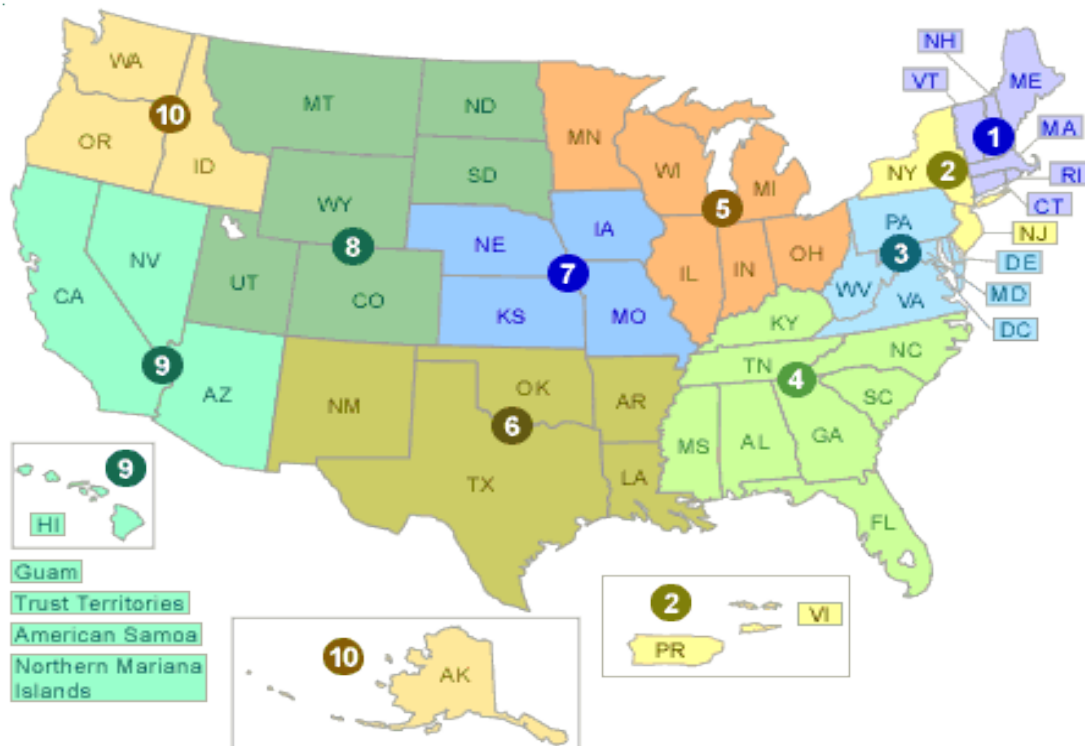 NH
WA
VT
ME
MT
ND
10
MN
OR
MA
1
ID
WI
SD
MI
NY
2
RI
WY
5
CT
PA
IA
NJ
NE
8
3
NV
OH
DE
7
IL
IN
UT
WV
MD
CA
CO
VA
KS
MO
KY
DC
NC
9
TN
4
AZ
OK
SC
NM
AR
6
GA
MS
AL
9
LA
TX
HI
FL
Guam
Trust Territories
2
VI
American Samoa
PR
10
Northern Mariana
Islands
AK